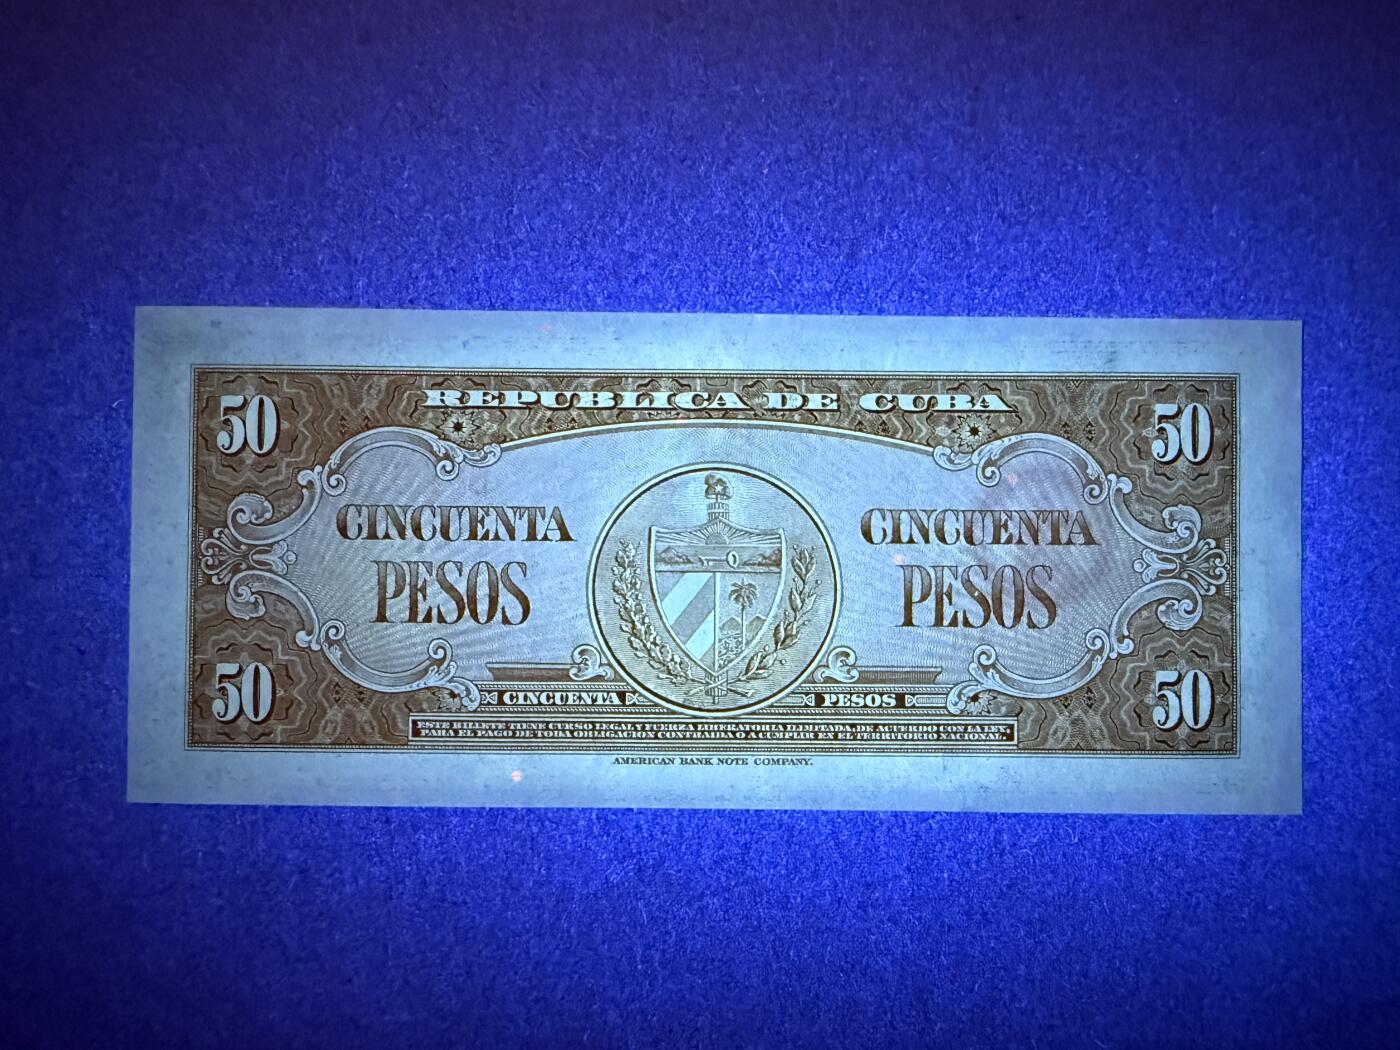 50 REPUBLICA DE CUBA 50
CINCUENTA CINCUENTA
PESOS PESOS
50 CINCUENTA PESOS 50
ESTE BILLETE TIENE CURSO LEGAL Y FUERZA LIBERATORIA ILIMITADA, DE ACUERDO CON LA LEY,
PARA EL PAGO DE TODA OBLIGACION CONTRAIDA O A CUMPLIR EN EL TERRITORIO NACIONAL.
AMERICAN BANK NOTE COMPANY.